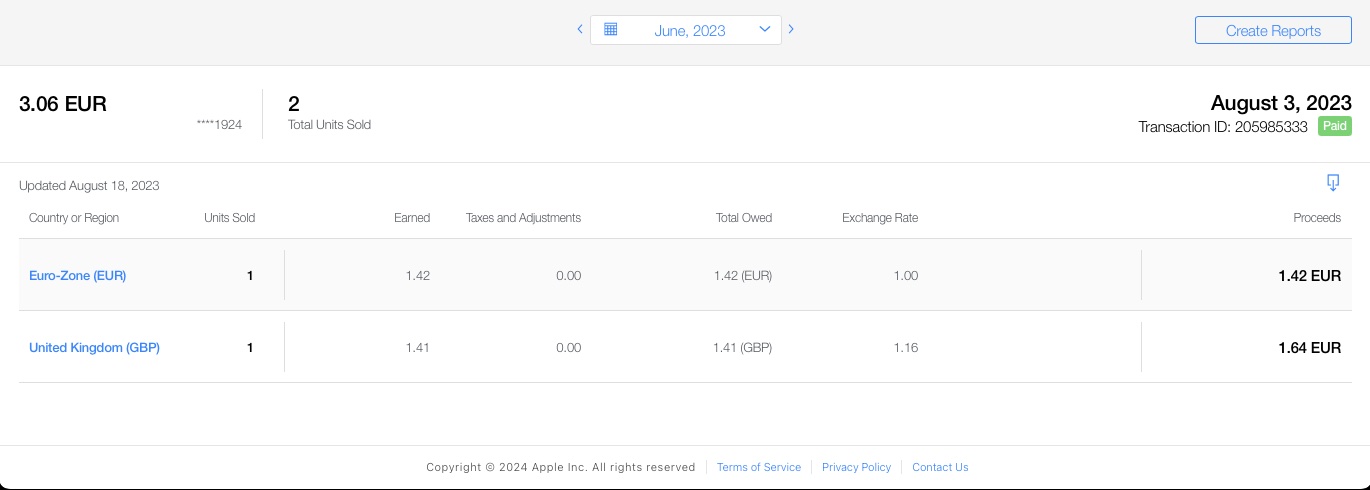 June, 2023
Create Reports
3.06 EUR
****1924
2
Total Units Sold
August 3, 2023
Transaction ID: 205985333 Paid
Updated August 18, 2023
Country or Region Units Sold Earned Taxes and Adjustments Total Owed Exchange Rate Proceeds
Euro-Zone (EUR) 1 1.42 0.00 1.42 (EUR) 1.00 1.42 EUR
United Kingdom (GBP) 1 1.41 0.00 1.41 (GBP) 1.16 1.64 EUR
Copyright © 2024 Apple Inc. All rights reserved Terms of Service Privacy Policy Contact Us